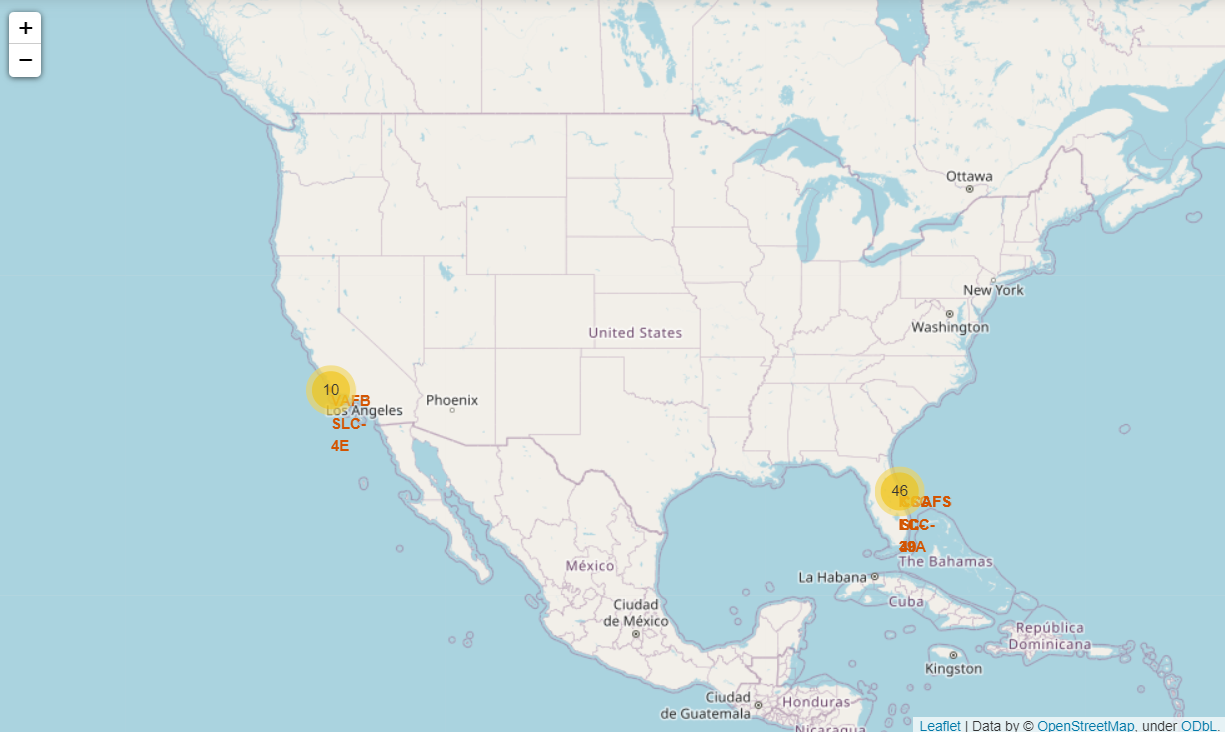 +
−
Ottawa
New York
Washington
United States
10
VAFB
Los Angeles
SLC-
4E
Phoenix
46
The Bahamas
La Habana
Cuba
México
Ciudad
de México
República
Dominicana
Kingston
Ciudad
de Guatemala
Honduras
Nicaragua
Leaflet | Data by © OpenStreetMap, under ODbL.